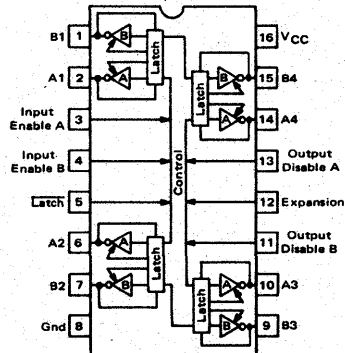 B1 1
A1 2
Input
Enable A 3
Input
Enable B 4
Latch 5
A2 6
B2 7
Gnd 8
B
A
Latch
A
B
Latch
Control
Latch
B
A
Latch
A
B
16 VCC
15 B4
14 A4
13 Output
Disable A
12 Expansion
11 Output
Disable B
10 A3
9 B3